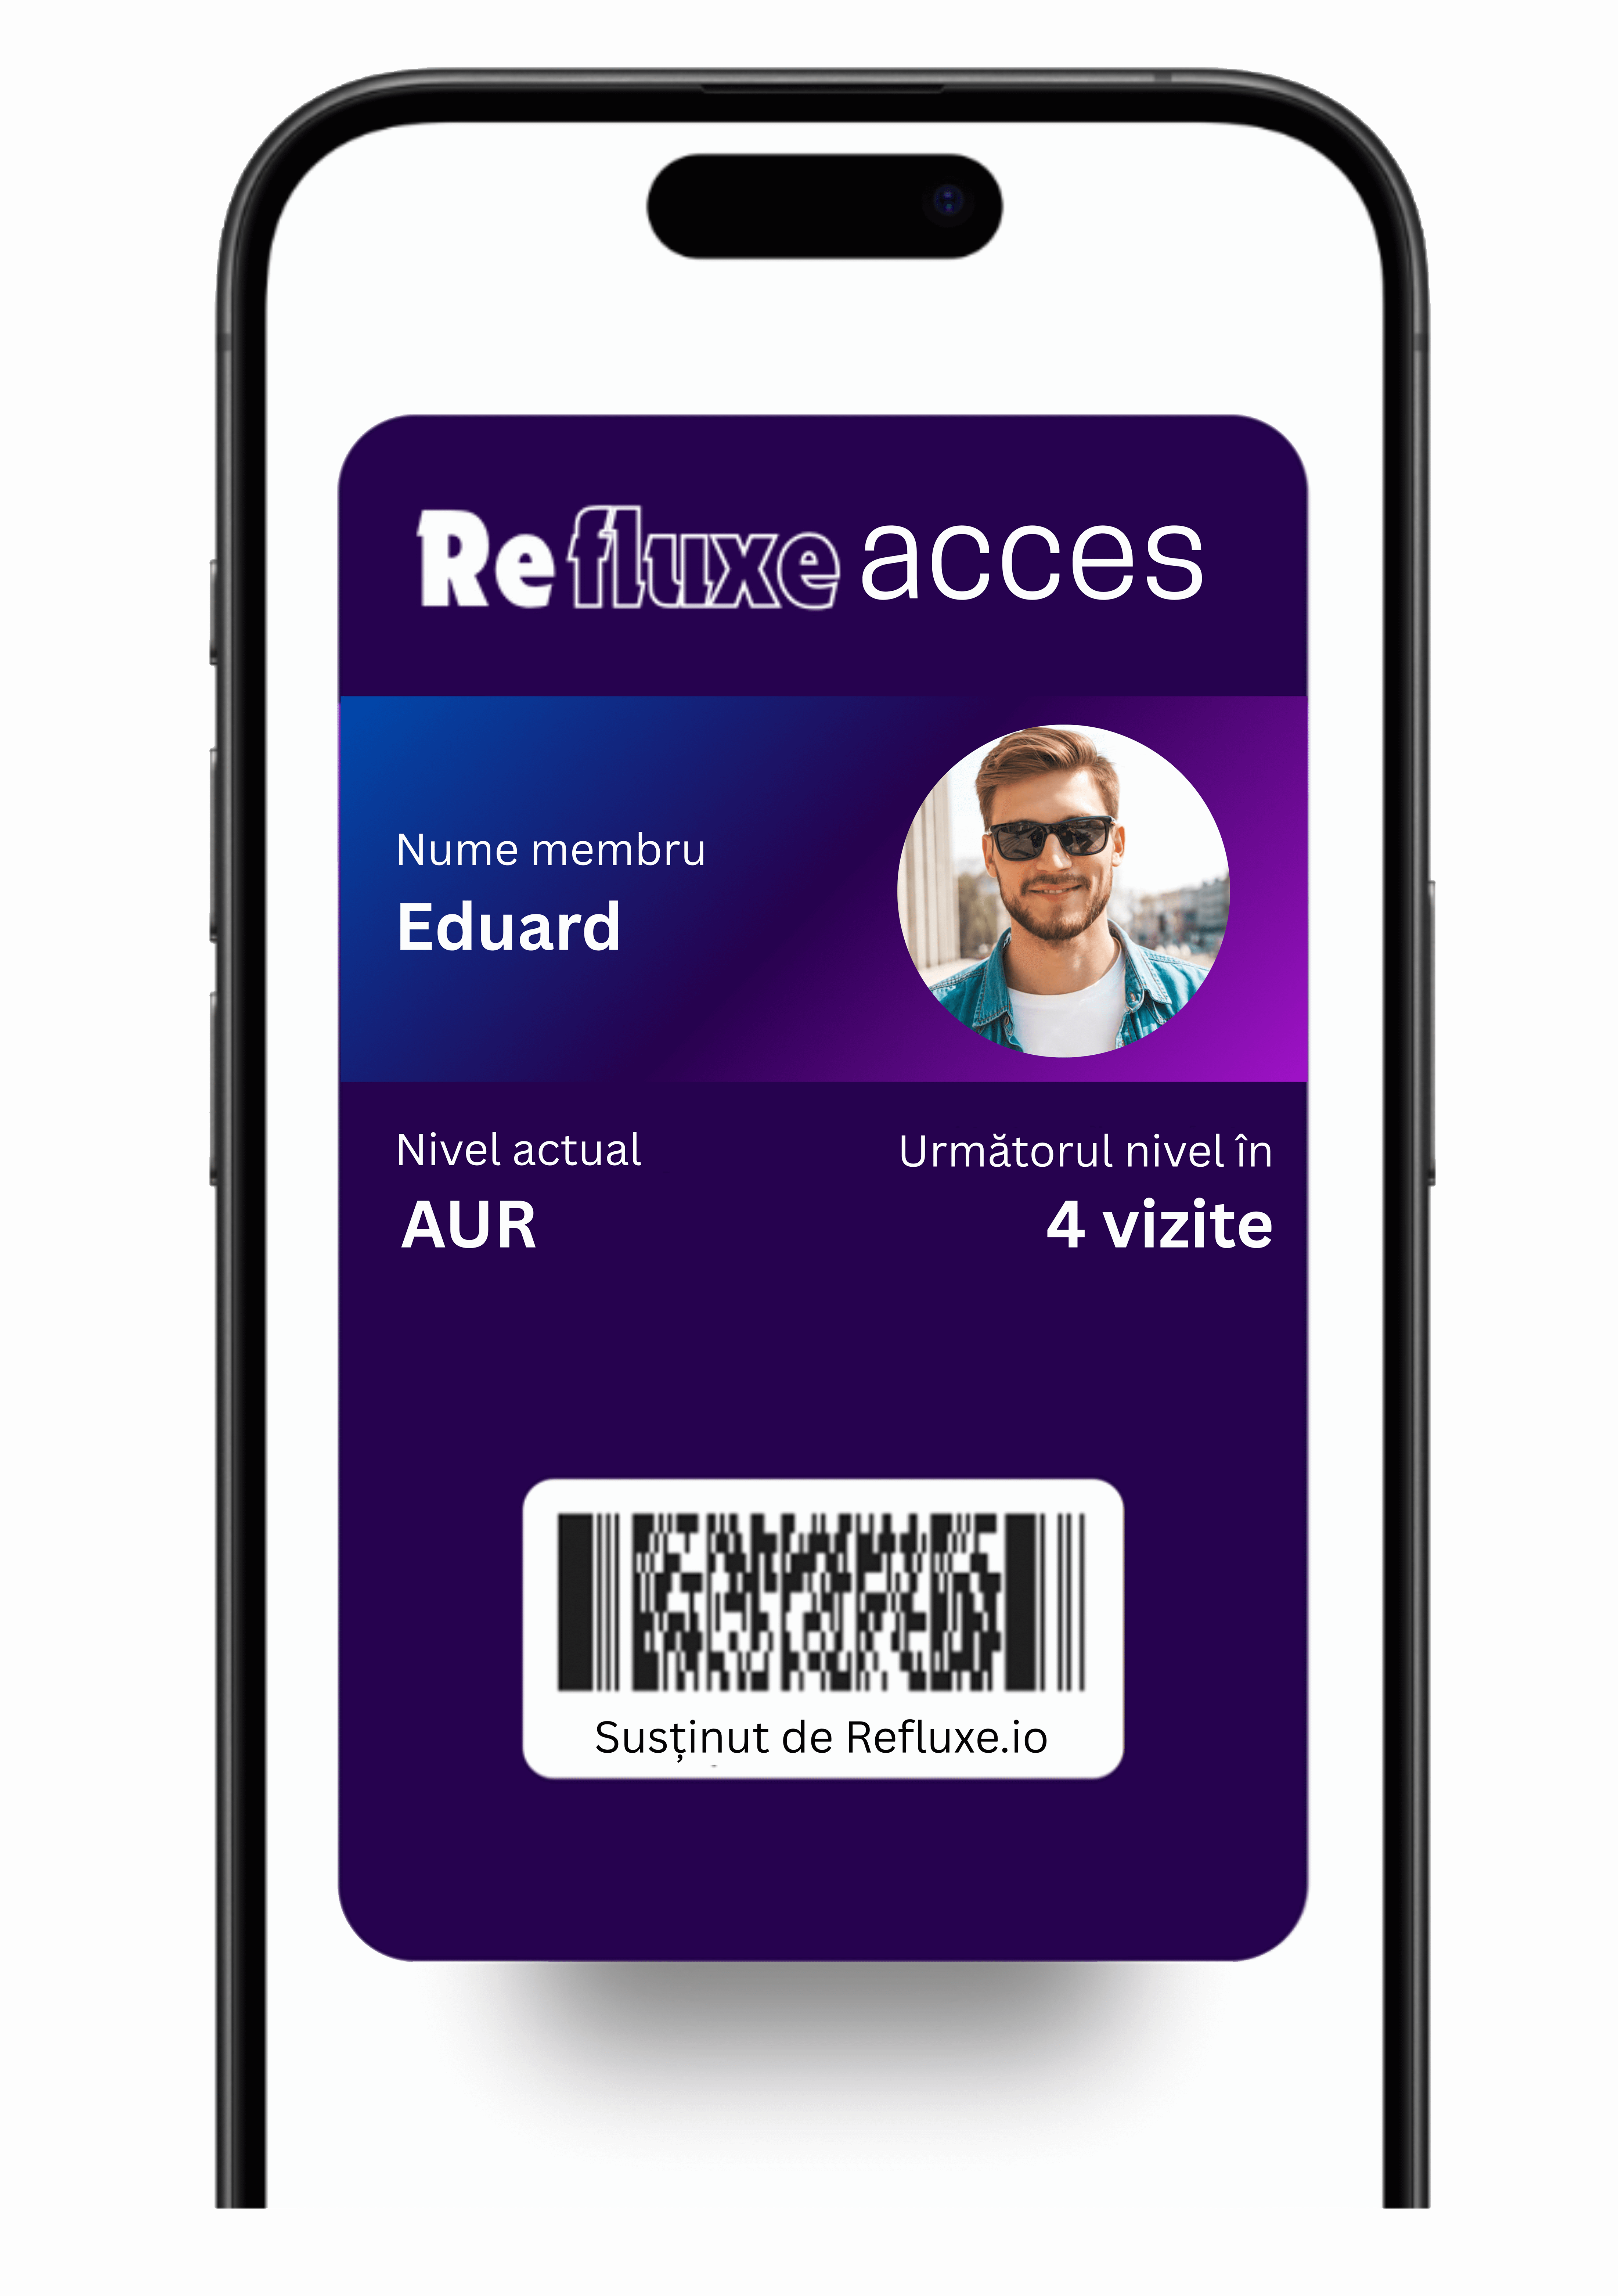 Refluxe acces
Nume membru
Eduard
Nivel actual
AUR
Următorul nivel în
4 vizite
Susținut de Refluxe.io